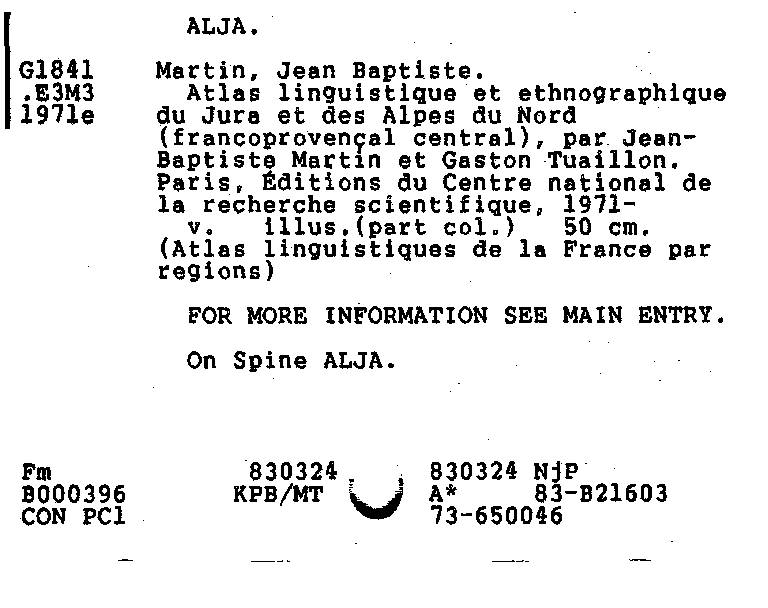 ALJA.
G1841 Martin, Jean Baptiste.
.E3M3 Atlas linguistique et ethnographique
1971e du Jura et des Alpes du Nord
(francoprovençal central), par Jean-
Baptiste Martin et Gaston Tuaillon.
Paris, Éditions du Centre national de
la recherche scientifique, 1971-
v. illus.(part col.) 50 cm.
(Atlas linguistiques de la France par
regions)
FOR MORE INFORMATION SEE MAIN ENTRY.
On Spine ALJA.
Fm 830324 830324 NjP
B000396 KPB/MT A* 83-B21603
CON PCl 73-650046